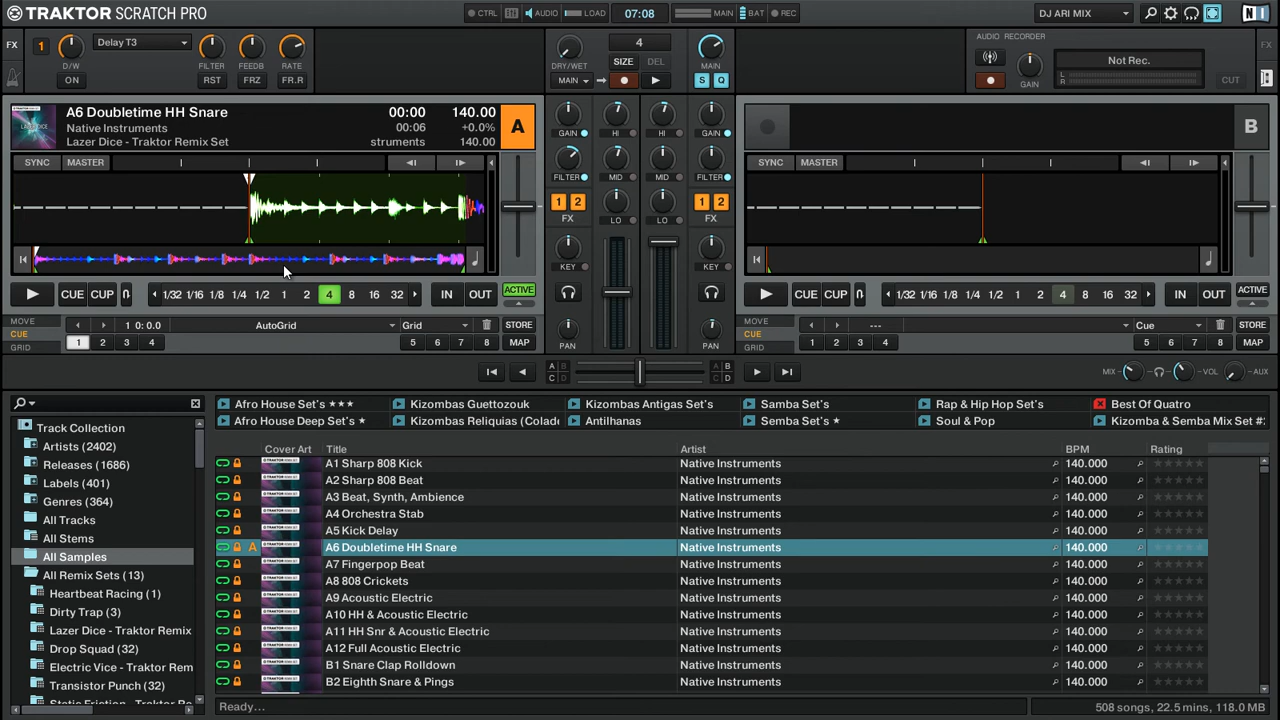 TRAKTOR SCRATCH PRO
CTRL AUDIO LOAD 07:08 MAIN BAT REC
DJ ARI MIX
FX
1 Delay T3
D/W FILTER FEEDB RATE
ON RST FRZ FR.R
DRY/WET 4 MAIN
SIZE DEL
MAIN S Q
AUDIO RECORDER
GAIN
Not Rec.
L
R
CUT
FX
A6 Doubletime HH Snare 00:00 140.00
Native Instruments 00:06 +0.0%
Lazer Dice - Traktor Remix Set struments 140.00
A
SYNC MASTER
CUE CUP 1/32 1/16 1/8 1/4 1/2 1 2 4 8 16 32 IN OUT ACTIVE
MOVE
CUE
GRID
1 0: 0.0 AutoGrid Grid STORE
1 2 3 4 5 6 7 8 MAP
GAIN HI HI GAIN
FILTER MID MID FILTER
1 2 LO LO 1 2
FX FX
KEY KEY
PAN PAN
B
SYNC MASTER
CUE CUP 1/32 1/16 1/8 1/4 1/2 1 2 4 8 16 32 IN OUT ACTIVE
MOVE
CUE
GRID
--- Cue STORE
1 2 3 4 5 6 7 8 MAP
A B
C D
A B
C D
MIX VOL AUX
Afro House Set's ★★★ Kizombas Guettozouk Kizombas Antigas Set's Samba Set's Rap & Hip Hop Set's Best Of Quatro
Afro House Deep Set's ★ Kizombas Reliquias (Colade Antilhanas Semba Set's ★ Soul & Pop Kizomba & Semba Mix Set #:
Track Collection
Artists (2402)
Releases (1686)
Labels (401)
Genres (364)
All Tracks
All Stems
All Samples
All Remix Sets (13)
Heartbeat Racing (1)
Dirty Trap (3)
Lazer Dice - Traktor Remix
Drop Squad (32)
Electric Vice - Traktor Rem
Transistor Punch (32)
Static Friction - Traktor Rem
Cover Art Title Artist BPM Rating
A1 Sharp 808 Kick Native Instruments 140.000
A2 Sharp 808 Beat Native Instruments 140.000
A3 Beat, Synth, Ambience Native Instruments 140.000
A4 Orchestra Stab Native Instruments 140.000
A5 Kick Delay Native Instruments 140.000
A A6 Doubletime HH Snare Native Instruments 140.000
A7 Fingerpop Beat Native Instruments 140.000
A8 808 Crickets Native Instruments 140.000
A9 Acoustic Electric Native Instruments 140.000
A10 HH & Acoustic Electric Native Instruments 140.000
A11 HH Snr & Acoustic Electric Native Instruments 140.000
A12 Full Acoustic Electric Native Instruments 140.000
B1 Snare Clap Rolldown Native Instruments 140.000
B2 Eighth Snare & Pings Native Instruments 140.000
Ready... 508 songs, 22.5 mins, 118.0 MB